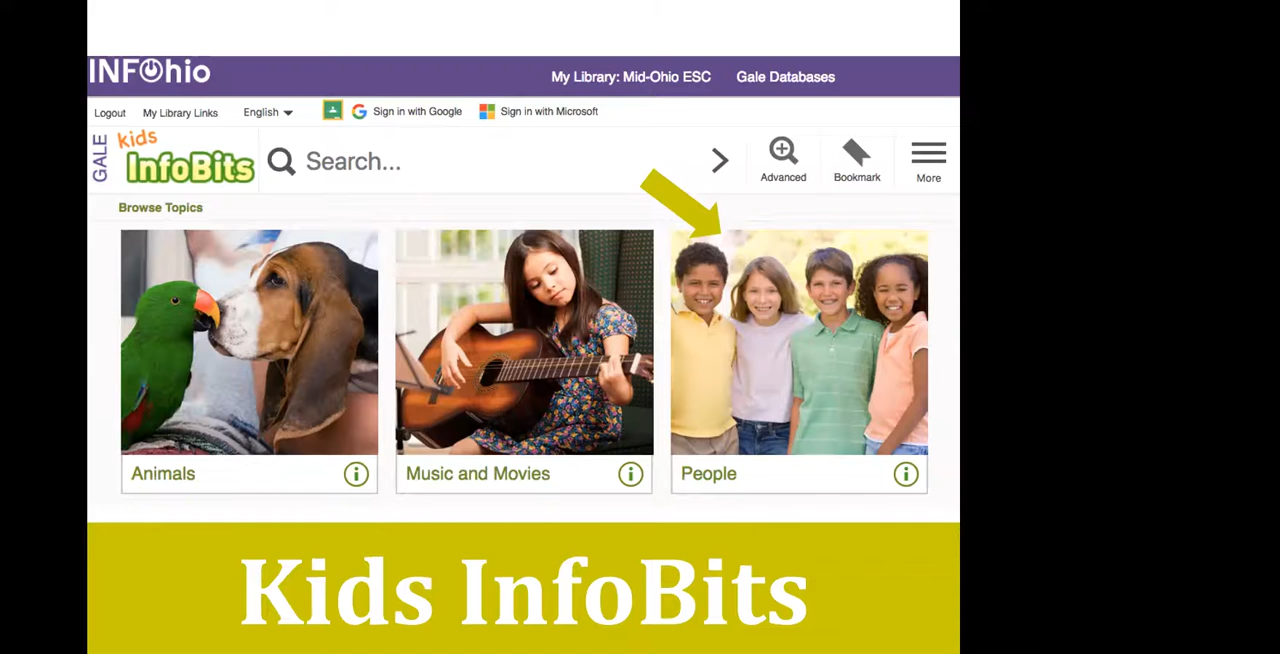 INFOhio
My Library: Mid-Ohio ESC Gale Databases
Logout My Library Links English Sign in with Google Sign in with Microsoft
GALE kids InfoBits Search... Advanced Bookmark More
Browse Topics
Animals Music and Movies People
Kids InfoBits